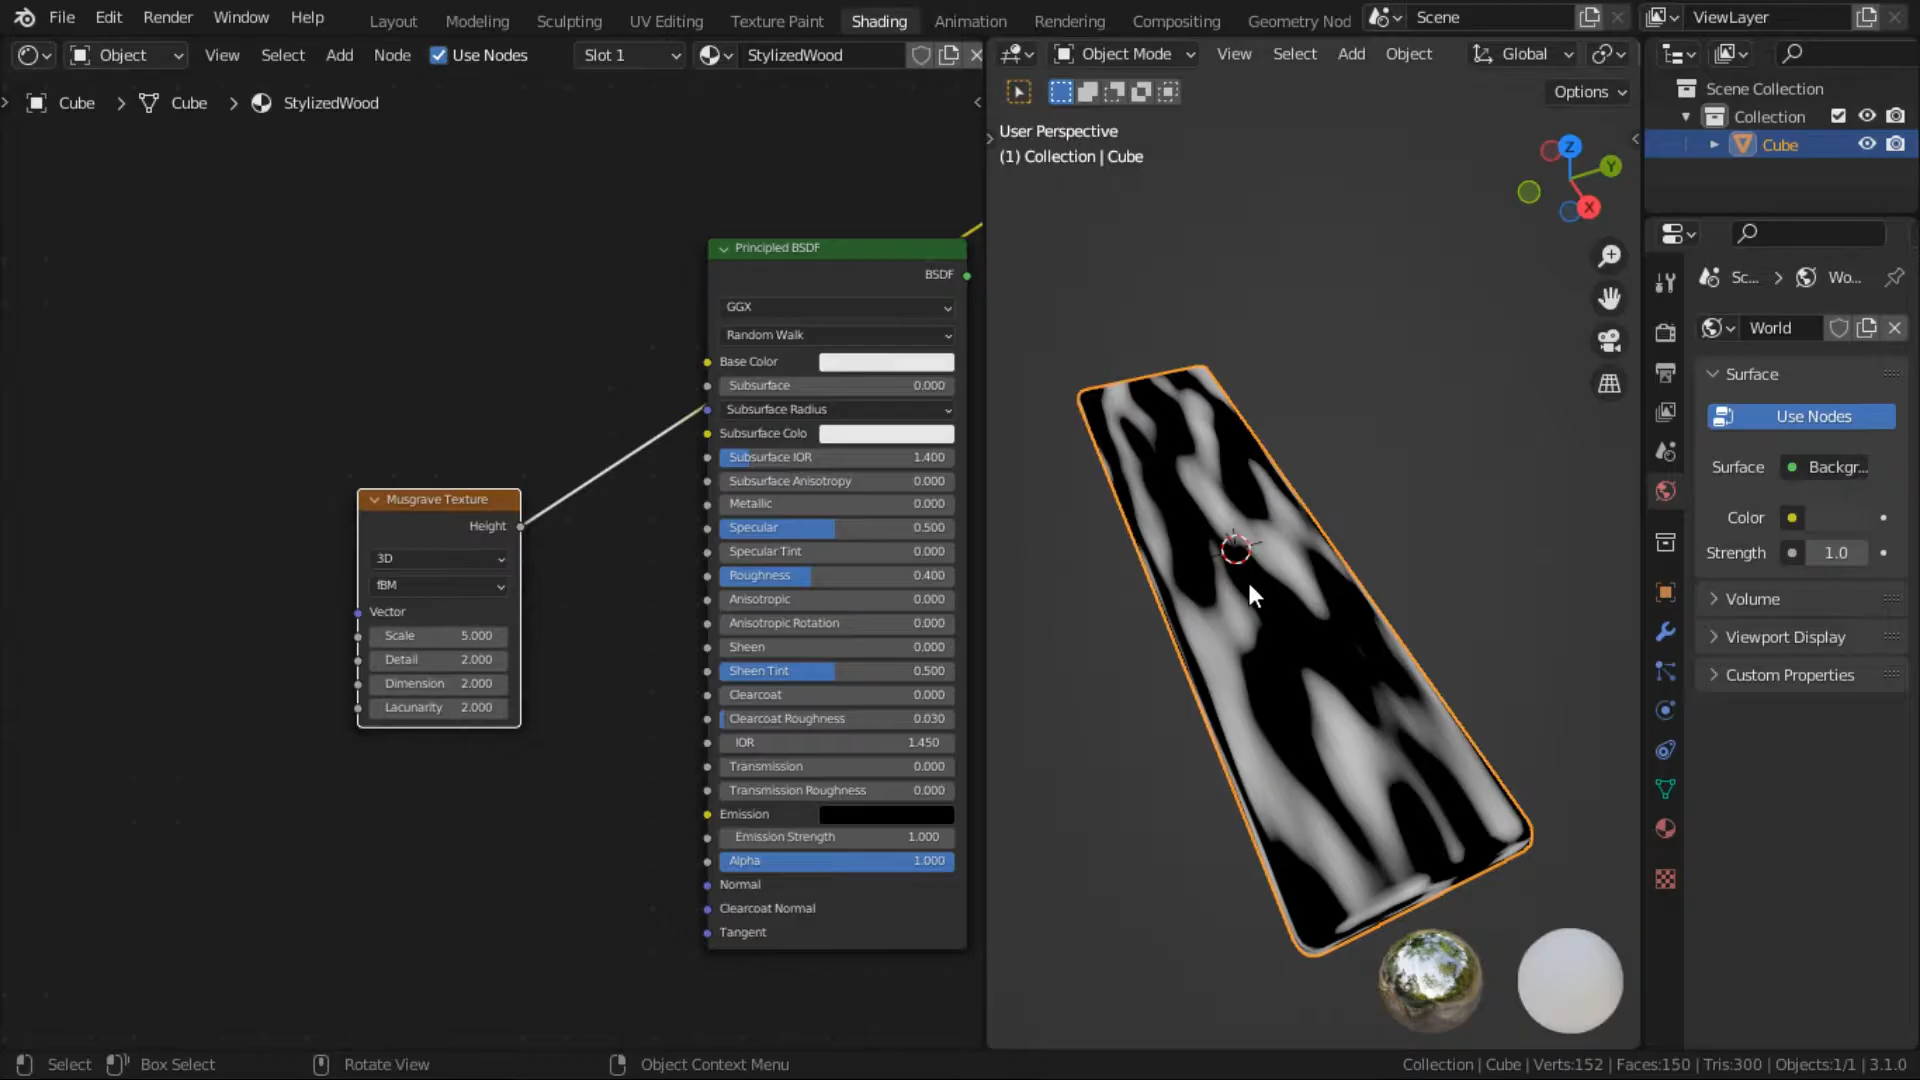 File Edit Render Window Help
Layout Modeling Sculpting UV Editing Texture Paint Shading Animation Rendering Compositing Geometry Nod
Scene
ViewLayer
Object View Select Add Node Use Nodes Slot 1 StylizedWood
Object Mode View Select Add Object Global
Cube > Cube > StylizedWood
Options
User Perspective
(1) Collection | Cube
Z
Y
X
Scene Collection
Collection
Cube
Principled BSDF
BSDF
GGX
Random Walk
Base Color
Subsurface 0.000
Subsurface Radius
Subsurface Colo
Subsurface IOR 1.400
Subsurface Anisotropy 0.000
Metallic 0.000
Specular 0.500
Specular Tint 0.000
Roughness 0.400
Anisotropic 0.000
Anisotropic Rotation 0.000
Sheen 0.000
Sheen Tint 0.500
Clearcoat 0.000
Clearcoat Roughness 0.030
IOR 1.450
Transmission 0.000
Transmission Roughness 0.000
Emission
Emission Strength 1.000
Alpha 1.000
Normal
Clearcoat Normal
Tangent
Musgrave Texture
Height
3D
fBM
Vector
Scale 5.000
Detail 2.000
Dimension 2.000
Lacunarity 2.000
Sc... > Wo...
World
Surface
Use Nodes
Surface Backgr...
Color
Strength 1.0
Volume
Viewport Display
Custom Properties
Select Box Select Rotate View Object Context Menu
Collection | Cube | Verts:152 | Faces:150 | Tris:300 | Objects:1/1 | 3.1.0